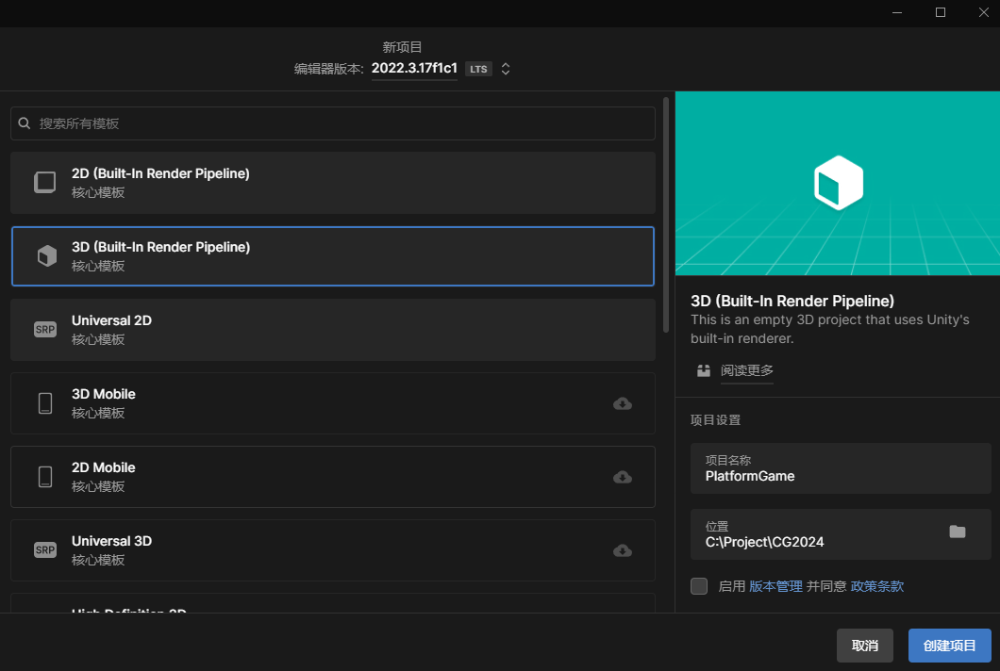 新项目
编辑器版本: 2022.3.17f1c1 LTS
搜索所有模板
2D (Built-In Render Pipeline)
核心模板
3D (Built-In Render Pipeline)
核心模板
SRP
Universal 2D
核心模板
3D Mobile
核心模板
2D Mobile
核心模板
SRP
Universal 3D
核心模板
High Definition 3D
3D (Built-In Render Pipeline)
This is an empty 3D project that uses Unity's
built-in renderer.
阅读更多
项目设置
项目名称
PlatformGame
位置
C:\Project\CG2024
启用 版本管理 并同意 政策条款
取消
创建项目